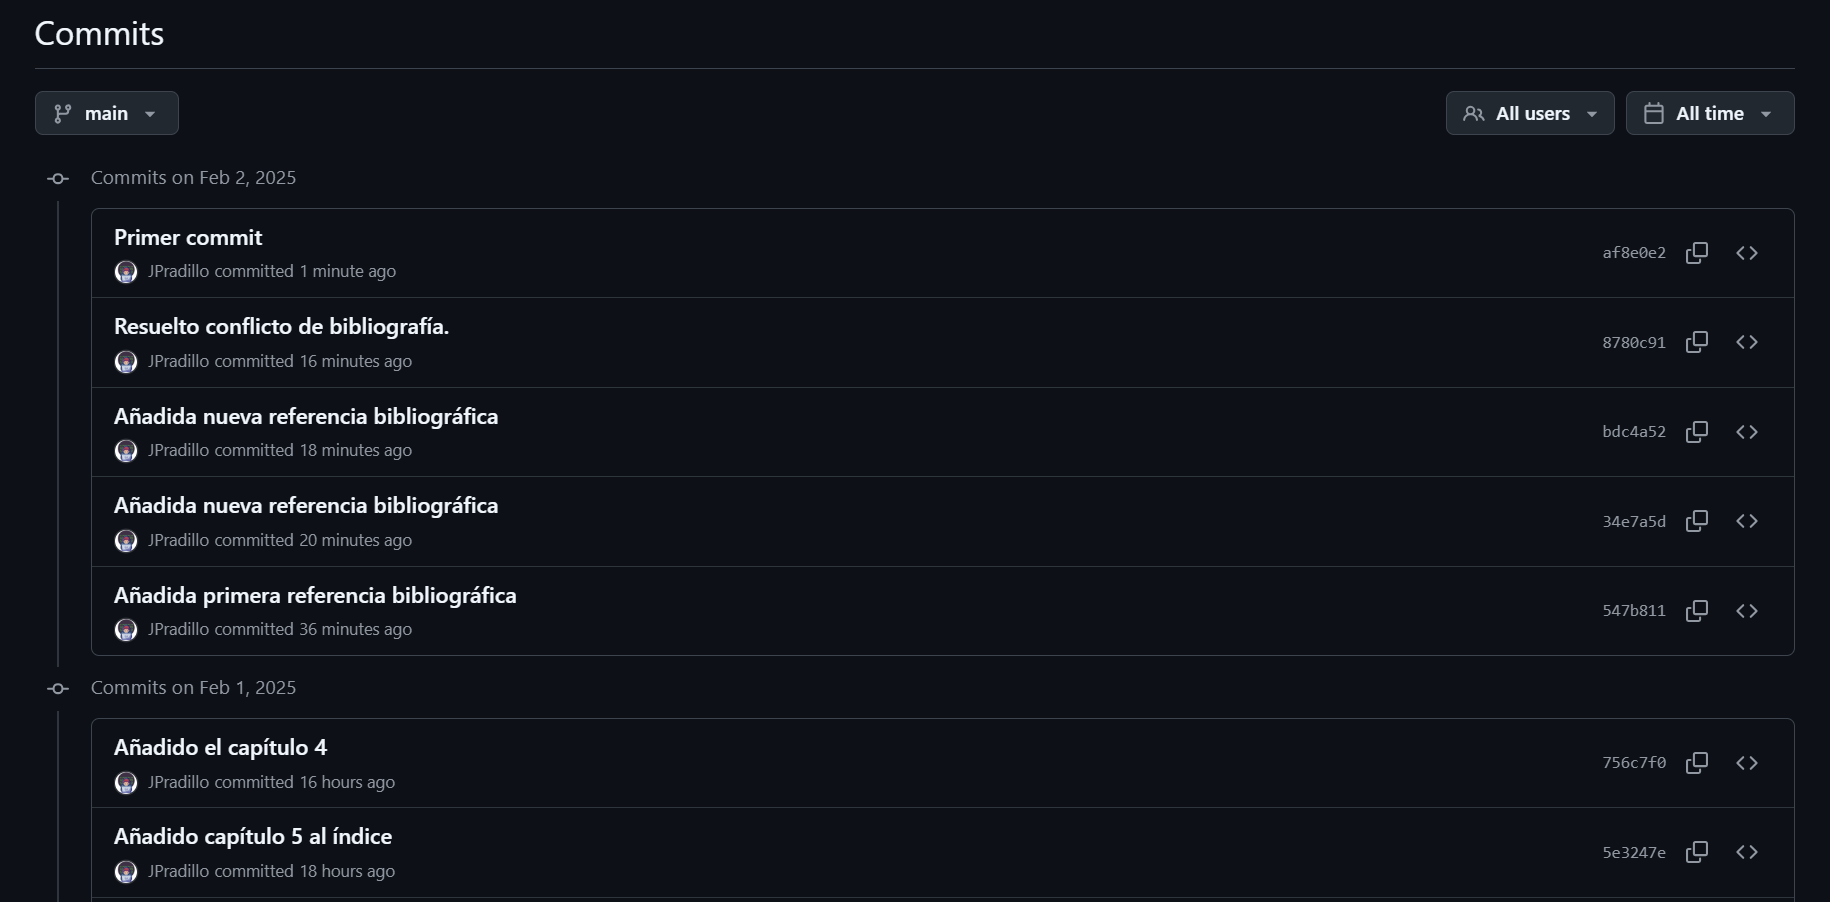 Commits
main
All users
All time
Commits on Feb 2, 2025
Primer commit
JPradillo committed 1 minute ago
af8e0e2
Resuelto conflicto de bibliografía.
JPradillo committed 16 minutes ago
8780c91
Añadida nueva referencia bibliográfica
JPradillo committed 18 minutes ago
bdc4a52
Añadida nueva referencia bibliográfica
JPradillo committed 20 minutes ago
34e7a5d
Añadida primera referencia bibliográfica
JPradillo committed 36 minutes ago
547b811
Commits on Feb 1, 2025
Añadido el capítulo 4
JPradillo committed 16 hours ago
756c7f0
Añadido capítulo 5 al índice
JPradillo committed 18 hours ago
5e3247e